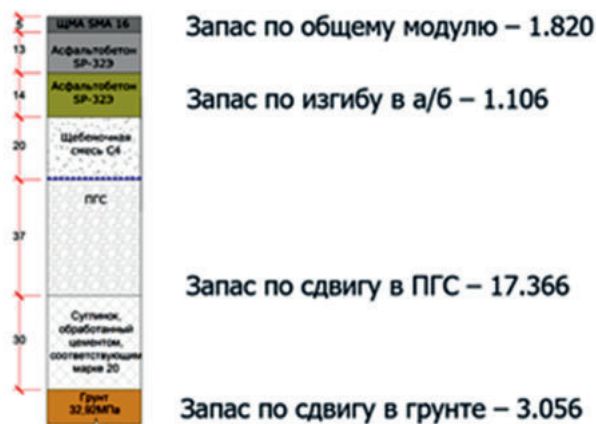 5
ЩМА SMA 16
Запас по общему модулю – 1.820
13
Асфальтобетон
SP-32Э
14
Асфальтобетон
SP-32Э
Запас по изгибу в а/б – 1.106
20
Щебеночная
смесь С4
ПГС
37
Запас по сдвигу в ПГС – 17.366
30
Суглинок,
обработанный
цементом,
соответствующим
марке 20
Грунт
32,92МПа
Запас по сдвигу в грунте – 3.056